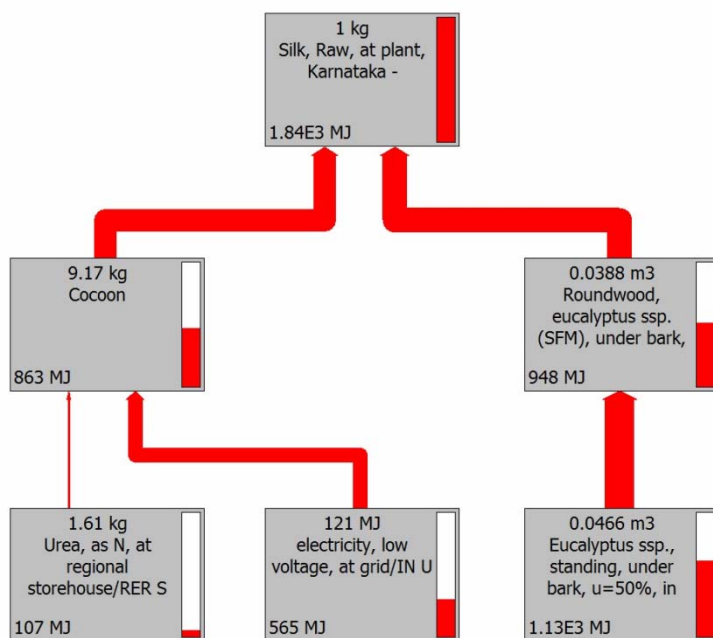 1 kg
Silk, Raw, at plant,
Karnataka -
1.84E3 MJ
9.17 kg
Cocoon
863 MJ
0.0388 m3
Roundwood,
eucalyptus ssp.
(SFM), under bark,
948 MJ
1.61 kg
Urea, as N, at
regional
storehouse/RER S
107 MJ
121 MJ
electricity, low
voltage, at grid/IN U
565 MJ
0.0466 m3
Eucalyptus ssp.,
standing, under
bark, u=50%, in
1.13E3 MJ